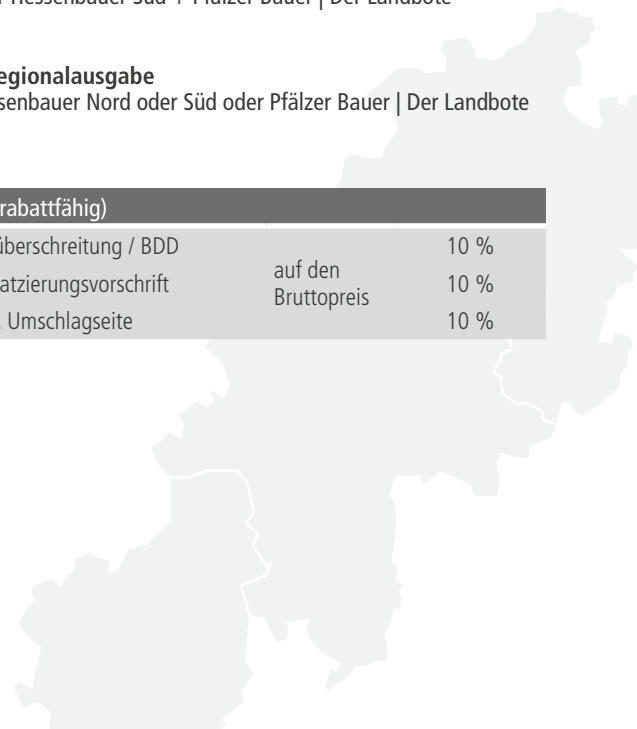 Hessenbauer Süd + Pfälzer Bauer | Der Landbote
egionalausgabe
senbauer Nord oder Süd oder Pfälzer Bauer | Der Landbote
rabattfähig)
überschreitung / BDD 10 %
atzierungsvorschrift auf den Bruttopreis 10 %
. Umschlagseite 10 %